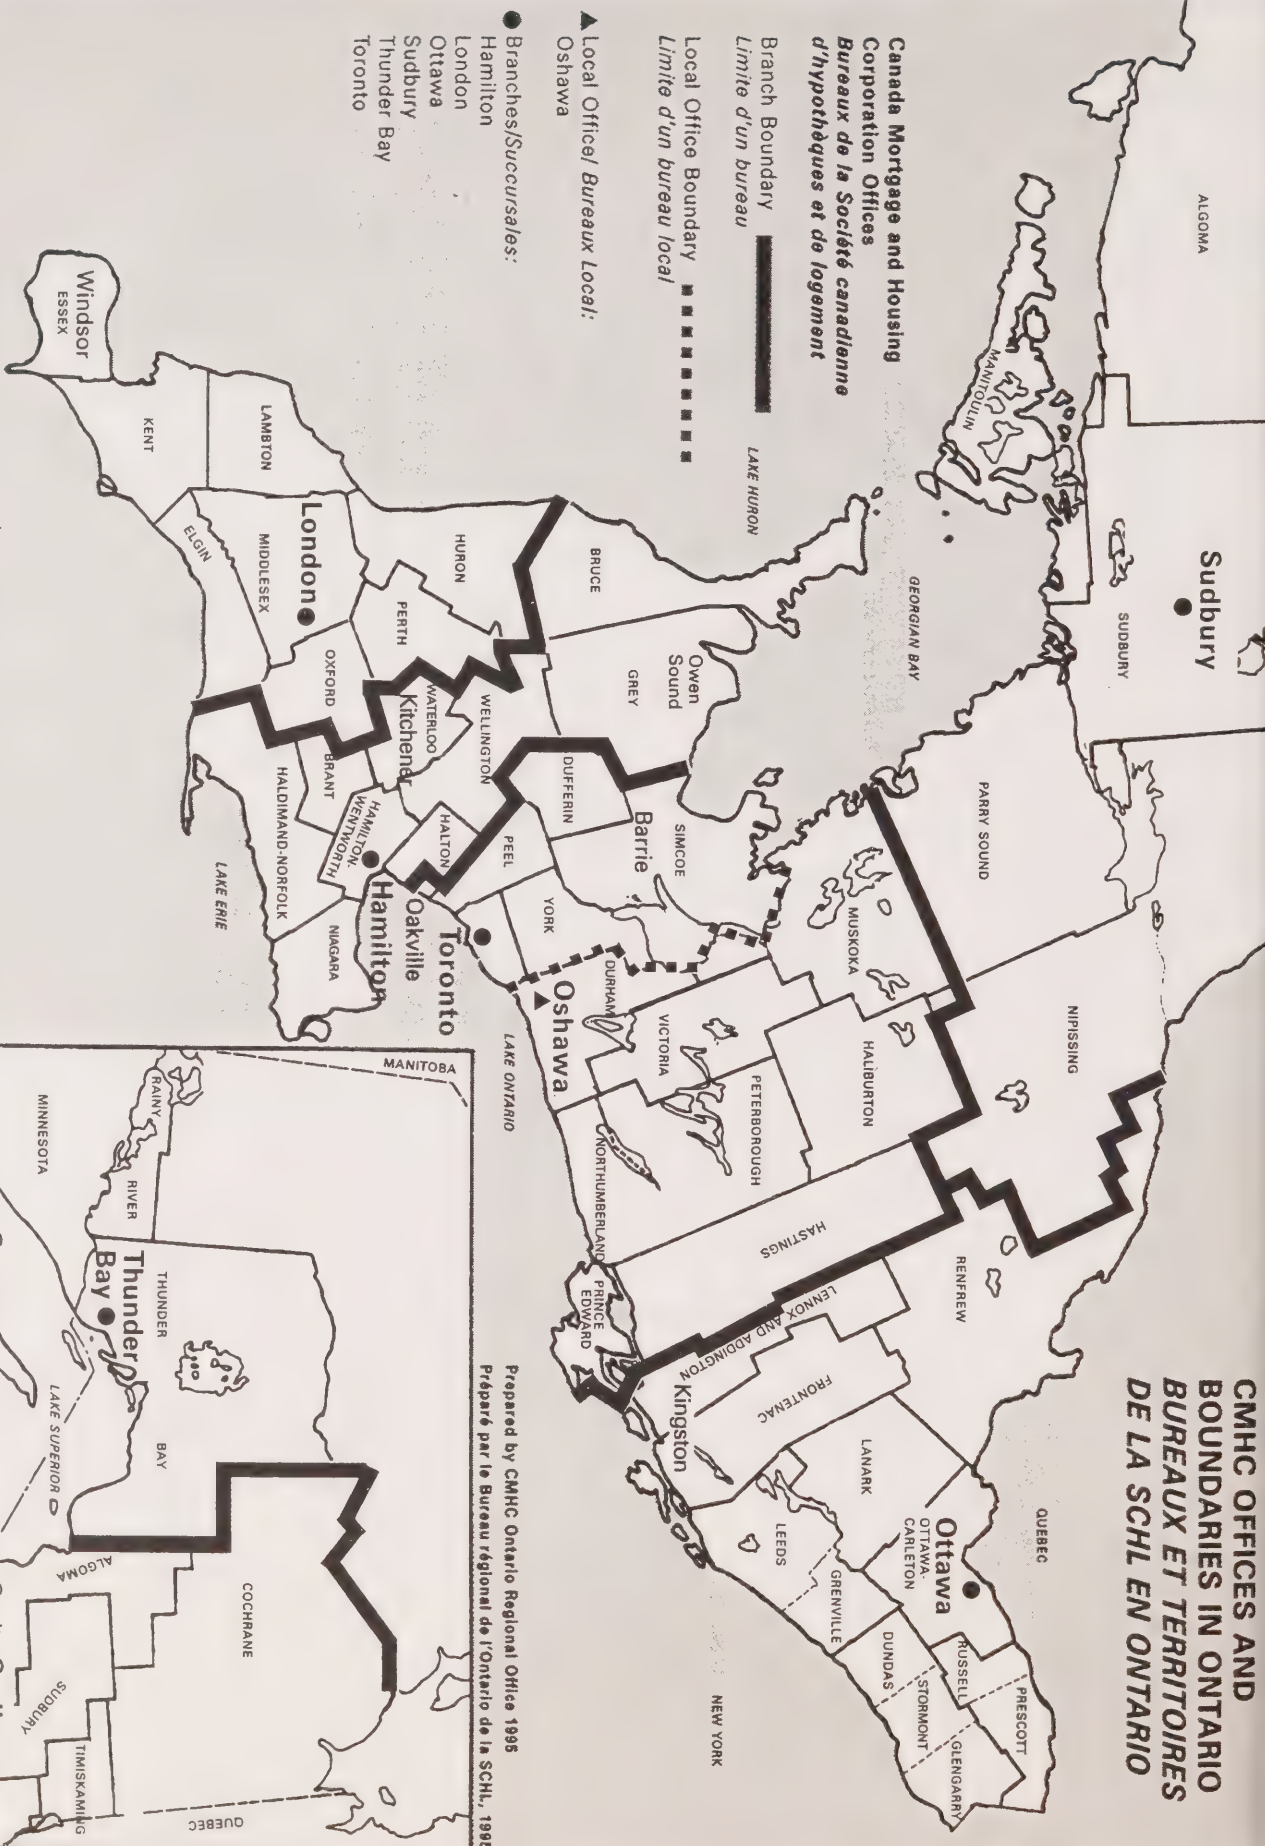 CMHC OFFICES AND
BOUNDARIES IN ONTARIO
BUREAUX ET TERRITOIRES
DE LA SCHL EN ONTARIO
Canada Mortgage and Housing
Corporation Offices
Bureaux de la Société canadienne
d'hypothèques et de logement
Branch Boundary
Limite d'un bureau
Local Office Boundary
Limite d'un bureau local
▲ Local Office/ Bureaux Local:
Oshawa
● Branches/Succursales:
Hamilton
London
Ottawa
Sudbury
Thunder Bay
Toronto
ALGOMA
Sudbury
SUDBURY
MANITOULIN
LAKE HURON
GEORGIAN BAY
PARRY SOUND
NIPISSING
MUSKOKA
HALIBURTON
RENFREW
QUEBEC
BRUCE
GREY
Owen
Sound
SIMCOE
Barrie
DUFFERIN
VICTORIA
PETERBOROUGH
HASTINGS
LENNOX AND ADDINGTON
FRONTENAC
LANARK
Ottawa
OTTAWA-
CARLETON
PRESCOTT
RUSSELL
GLENGARRY
STORMONT
DUNDAS
GRENVILLE
LEEDS
Kingston
NEW YORK
PRINCE
EDWARD
NORTHUMBERLAND
DURHAM
Oshawa
YORK
PEEL
Toronto
HALTON
Oakville
WELLINGTON
WATERLOO
Kitchener
HURON
PERTH
London
MIDDLESEX
OXFORD
BRANT
HAMILTON-
WENTWORTH
Hamilton
HALDIMAND-NORFOLK
NIAGARA
LAKE ERIE
LAKE ONTARIO
LAMBTON
KENT
ELGIN
Windsor
ESSEX
Prepared by CMHC Ontario Regional Office 1995
Préparé par le Bureau régional de l'Ontario de la SCHL, 1995
MANITOBA
RAINY
RIVER
MINNESOTA
THUNDER
BAY
Thunder
Bay
LAKE SUPERIOR
ALGOMA
COCHRANE
SUDBURY
TIMISKAMING
QUEBEC